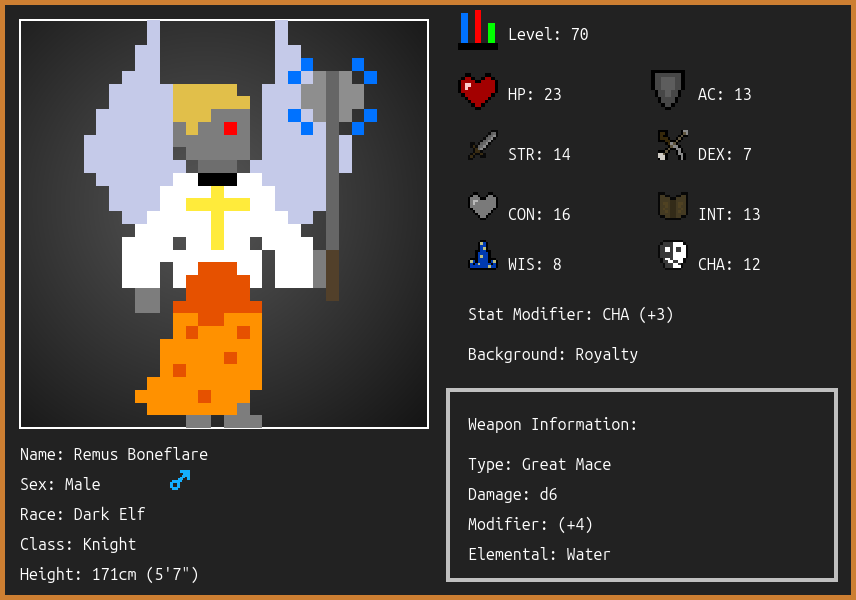 Level: 70
HP: 23
AC: 13
STR: 14
DEX: 7
CON: 16
INT: 13
WIS: 8
CHA: 12
Stat Modifier: CHA (+3)
Background: Royalty
Weapon Information:
Type: Great Mace
Damage: d6
Modifier: (+4)
Elemental: Water
Name: Remus Boneflare
Sex: Male
Race: Dark Elf
Class: Knight
Height: 171cm (5'7")